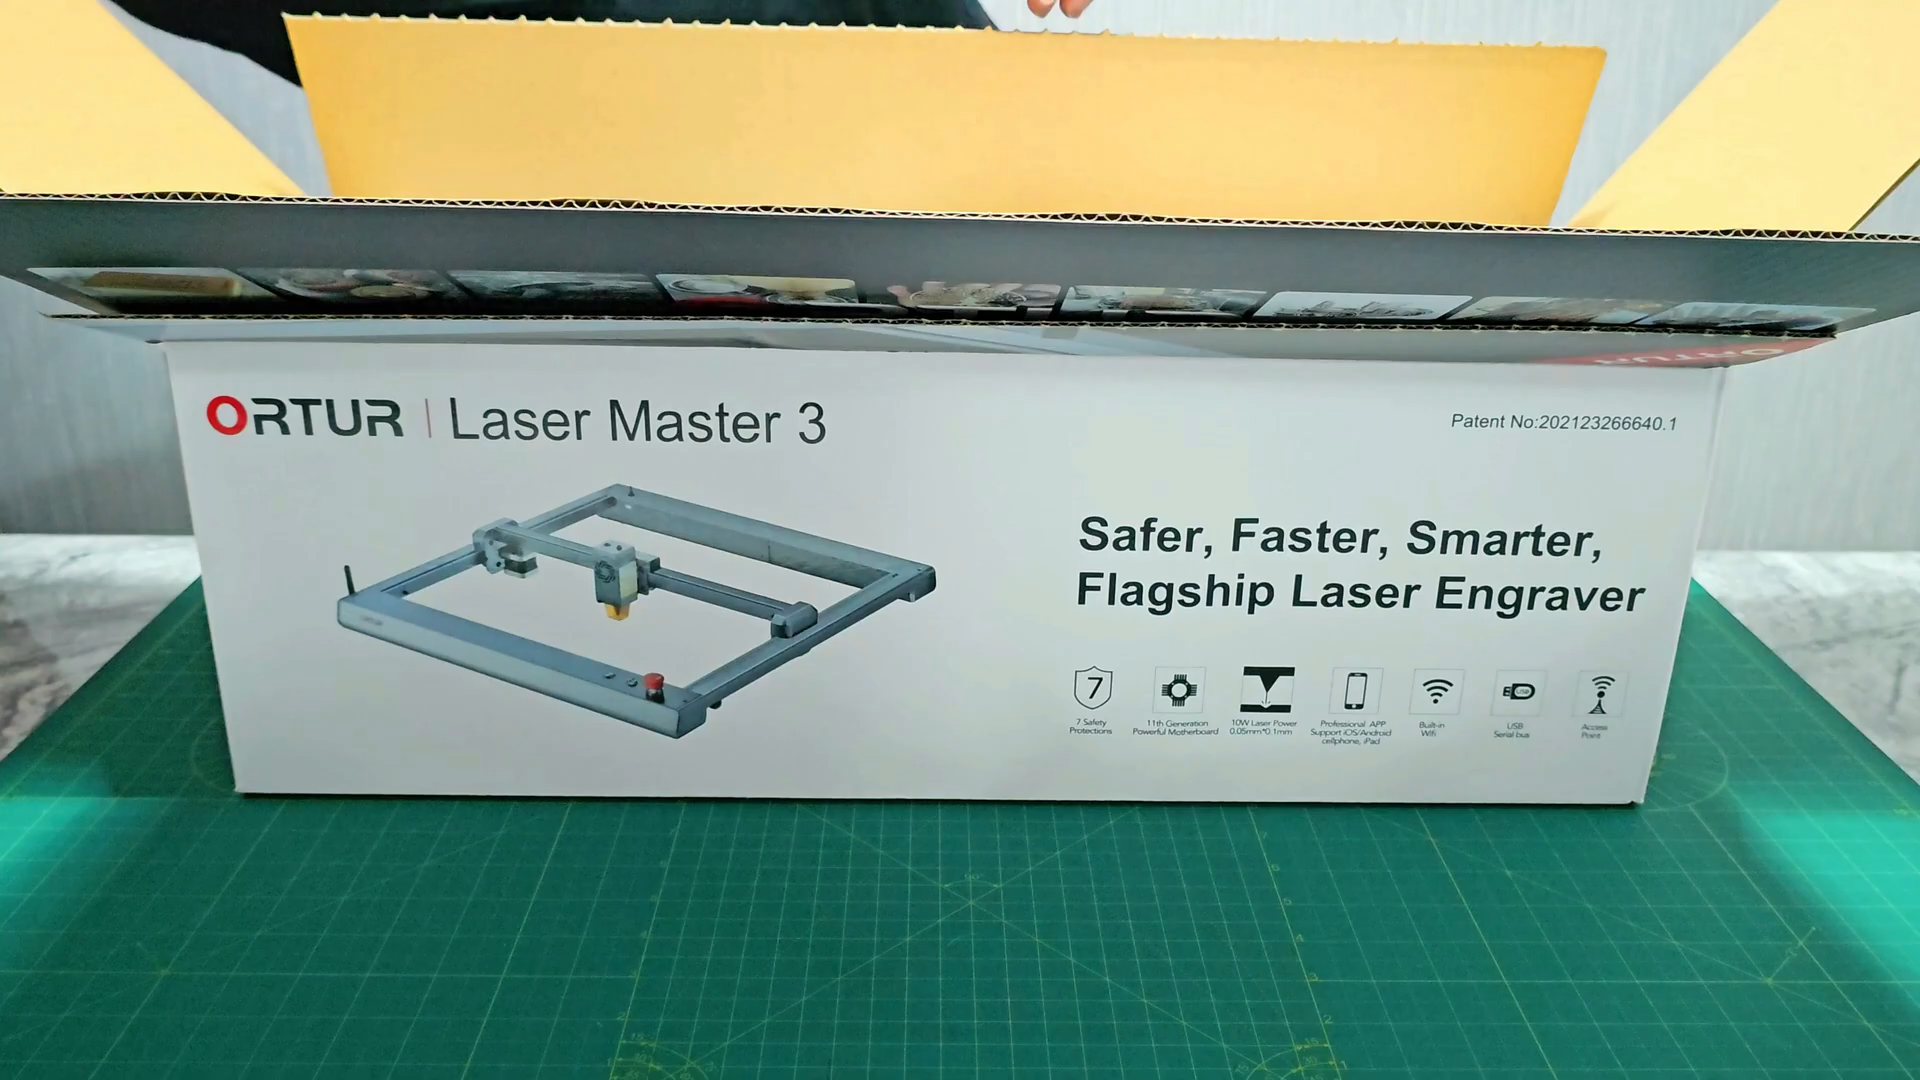 ORTUR | Laser Master 3
Patent No:202123266640.1
Safer, Faster, Smarter,
Flagship Laser Engraver
7
7 Safety
Protections
11th Generation
Powerful Motherboard
10W Laser Power
0.05mm*0.1mm
Professional APP
Support iOS/Android
cellphone, iPad
Built-in
Wifi
USB
USB
Serial bus
Access
Point